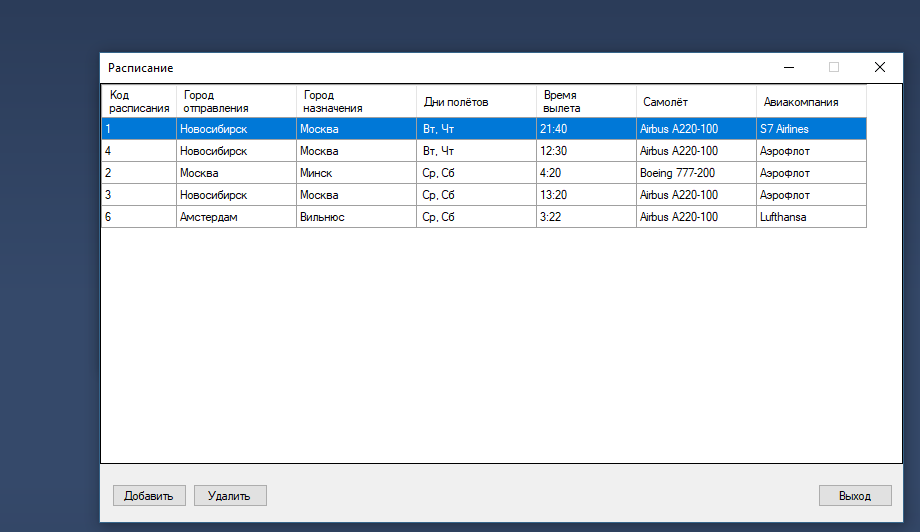 Расписание
Код расписания Город отправления Город назначения Дни полётов Время вылета Самолёт Авиакомпания
1 Новосибирск Москва Вт, Чт 21:40 Airbus A220-100 S7 Airlines
4 Новосибирск Москва Вт, Чт 12:30 Airbus A220-100 Аэрофлот
2 Москва Минск Ср, Сб 4:20 Boeing 777-200 Аэрофлот
3 Новосибирск Москва Ср, Сб 13:20 Airbus A220-100 Аэрофлот
6 Амстердам Вильнюс Ср, Сб 3:22 Airbus A220-100 Lufthansa
Добавить Удалить Выход